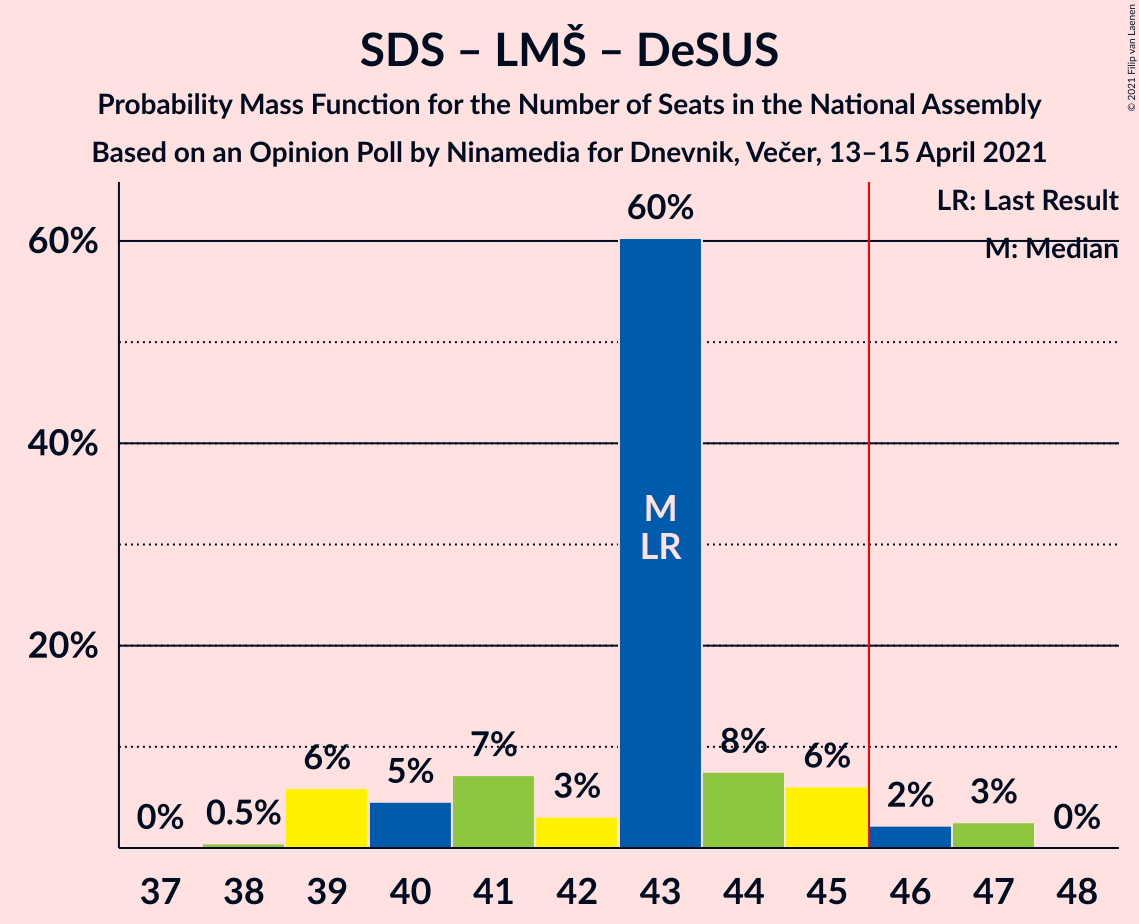 SDS – LMŠ – DeSUS
Probability Mass Function for the Number of Seats in the National Assembly
Based on an Opinion Poll by Ninamedia for Dnevnik, Večer, 13–15 April 2021
© 2021 Filip van Laenen
LR: Last Result
M: Median
60%
40%
20%
0%
0.5%
6%
5%
7%
3%
60%
M
LR
8%
6%
2%
3%
0%
37 38 39 40 41 42 43 44 45 46 47 48